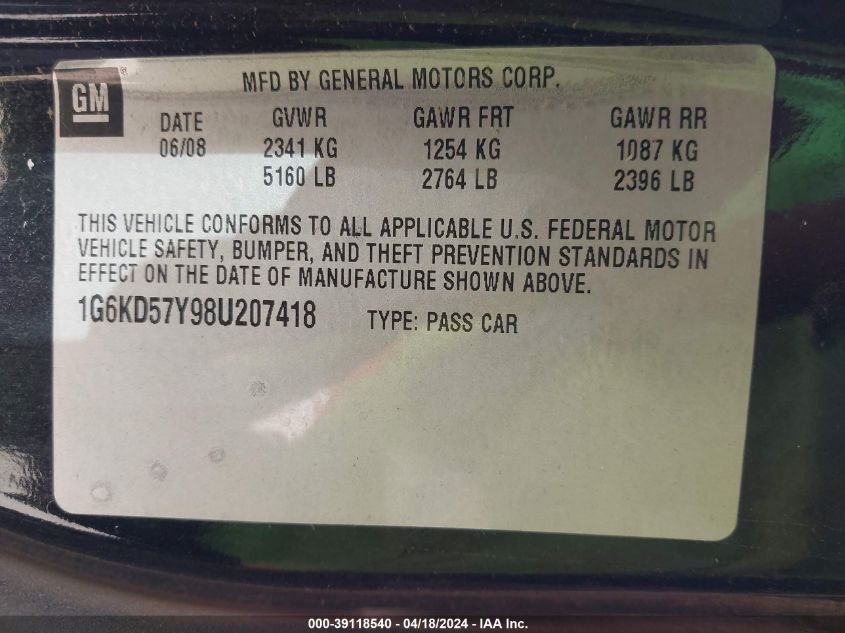 GM
MFD BY GENERAL MOTORS CORP.
DATE GVWR GAWR FRT GAWR RR
06/08 2341 KG 1254 KG 1087 KG
5160 LB 2764 LB 2396 LB
THIS VEHICLE CONFORMS TO ALL APPLICABLE U.S. FEDERAL MOTOR
VEHICLE SAFETY, BUMPER, AND THEFT PREVENTION STANDARDS IN
EFFECT ON THE DATE OF MANUFACTURE SHOWN ABOVE.
1G6KD57Y98U207418 TYPE: PASS CAR
000-39118540 - 04/18/2024 - IAA Inc.